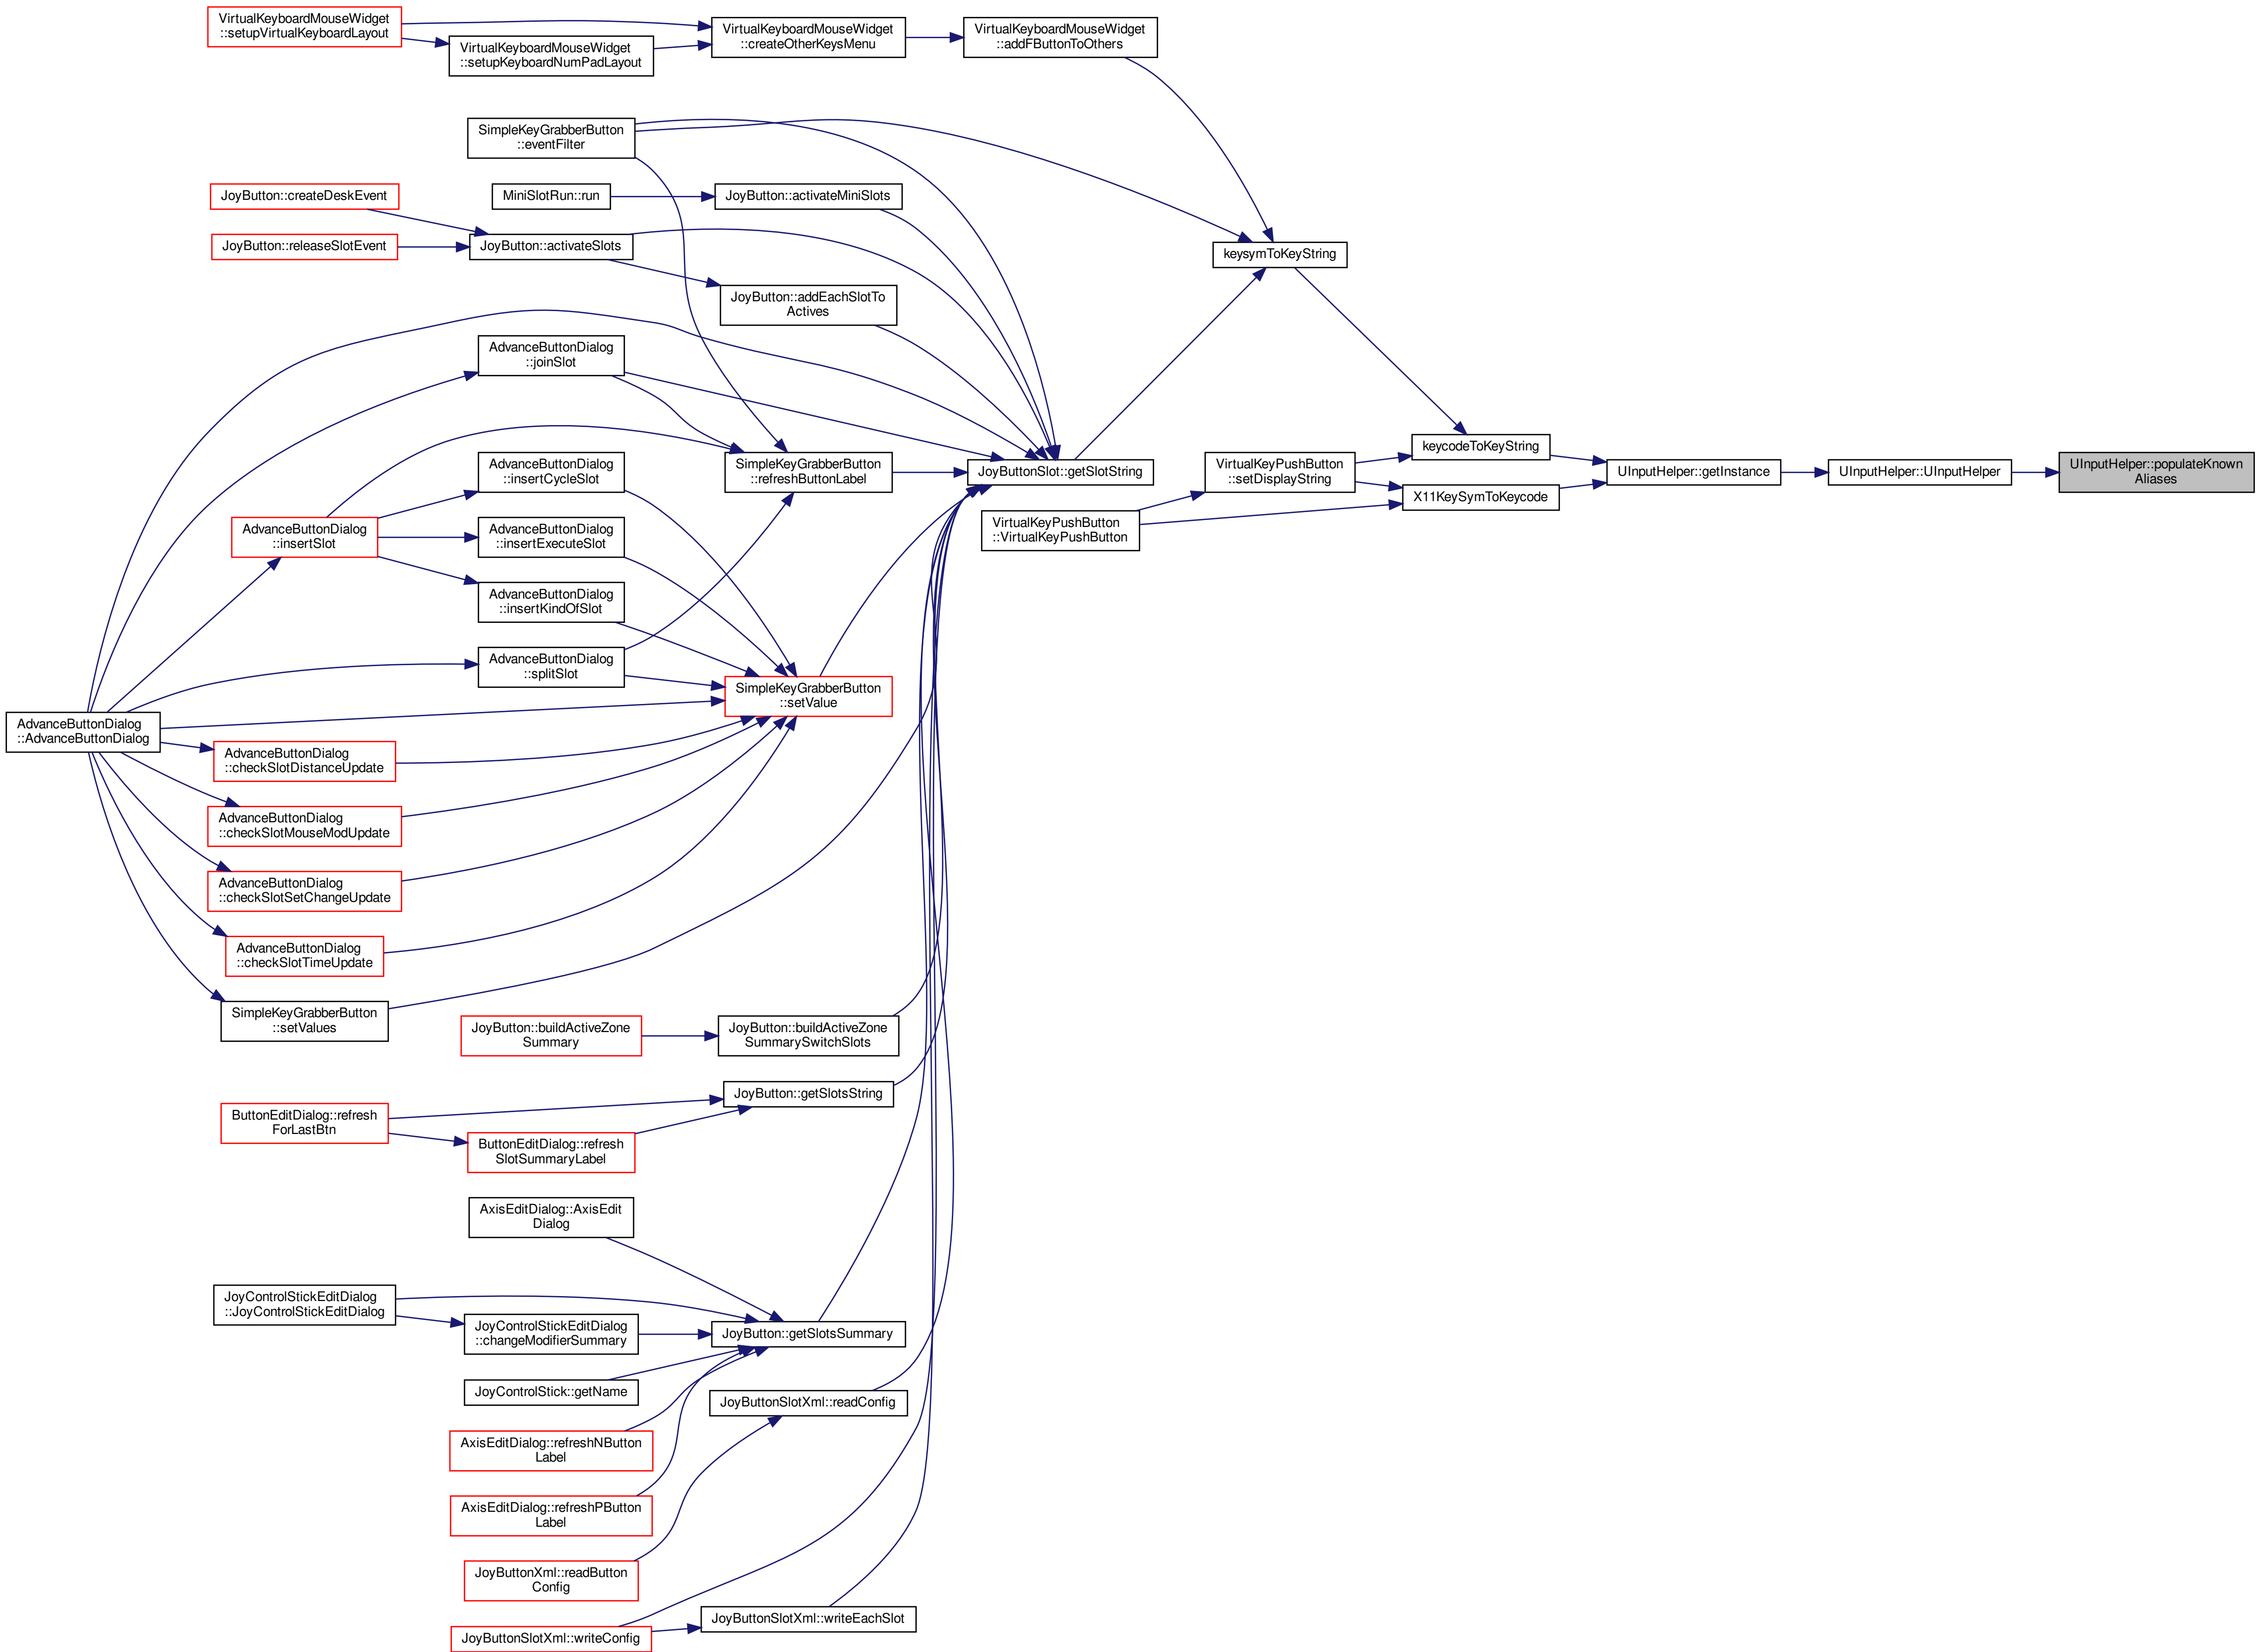 VirtualKeyboardMouseWidget
::setupVirtualKeyboardLayout
VirtualKeyboardMouseWidget
::setupKeyboardNumPadLayout
VirtualKeyboardMouseWidget
::createOtherKeysMenu
VirtualKeyboardMouseWidget
::addFButtonToOthers
SimpleKeyGrabberButton
::eventFilter
JoyButton::createDeskEvent
MiniSlotRun::run
JoyButton::activateMiniSlots
JoyButton::releaseSlotEvent
JoyButton::activateSlots
keysymToKeyString
JoyButton::addEachSlotTo
Actives
AdvanceButtonDialog
::joinSlot
keycodeToKeyString
SimpleKeyGrabberButton
::refreshButtonLabel
JoyButtonSlot::getSlotString
VirtualKeyPushButton
::setDisplayString
UInputHelper::getInstance
UInputHelper::UInputHelper
UInputHelper::populateKnown
Aliases
AdvanceButtonDialog
::insertCycleSlot
X11KeySymToKeycode
AdvanceButtonDialog
::insertSlot
AdvanceButtonDialog
::insertExecuteSlot
VirtualKeyPushButton
::VirtualKeyPushButton
AdvanceButtonDialog
::insertKindOfSlot
AdvanceButtonDialog
::splitSlot
SimpleKeyGrabberButton
::setValue
AdvanceButtonDialog
::AdvanceButtonDialog
AdvanceButtonDialog
::checkSlotDistanceUpdate
AdvanceButtonDialog
::checkSlotMouseModUpdate
AdvanceButtonDialog
::checkSlotSetChangeUpdate
AdvanceButtonDialog
::checkSlotTimeUpdate
SimpleKeyGrabberButton
::setValues
JoyButton::buildActiveZone
Summary
JoyButton::buildActiveZone
SummarySwitchSlots
JoyButton::getSlotsString
ButtonEditDialog::refresh
ForLastBtn
ButtonEditDialog::refresh
SlotSummaryLabel
AxisEditDialog::AxisEdit
Dialog
JoyControlStickEditDialog
::JoyControlStickEditDialog
JoyControlStickEditDialog
::changeModifierSummary
JoyButton::getSlotsSummary
JoyControlStick::getName
JoyButtonSlotXml::readConfig
AxisEditDialog::refreshNButton
Label
AxisEditDialog::refreshPButton
Label
JoyButtonXml::readButton
Config
JoyButtonSlotXml::writeEachSlot
JoyButtonSlotXml::writeConfig